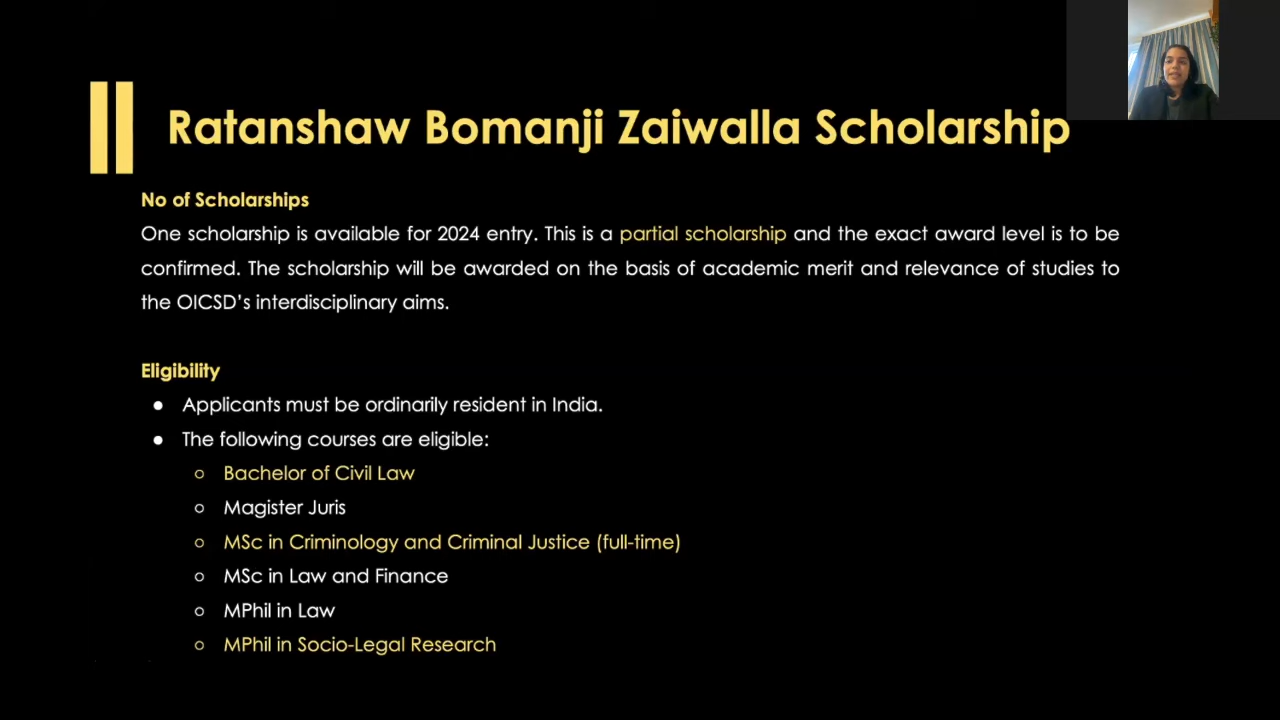 Ratanshaw Bomanji Zaiwalla Scholarship
No of Scholarships
One scholarship is available for 2024 entry. This is a partial scholarship and the exact award level is to be
confirmed. The scholarship will be awarded on the basis of academic merit and relevance of studies to
the OICSD's interdisciplinary aims.
Eligibility
● Applicants must be ordinarily resident in India.
● The following courses are eligible:
○ Bachelor of Civil Law
○ Magister Juris
○ MSc in Criminology and Criminal Justice (full-time)
○ MSc in Law and Finance
○ MPhil in Law
○ MPhil in Socio-Legal Research